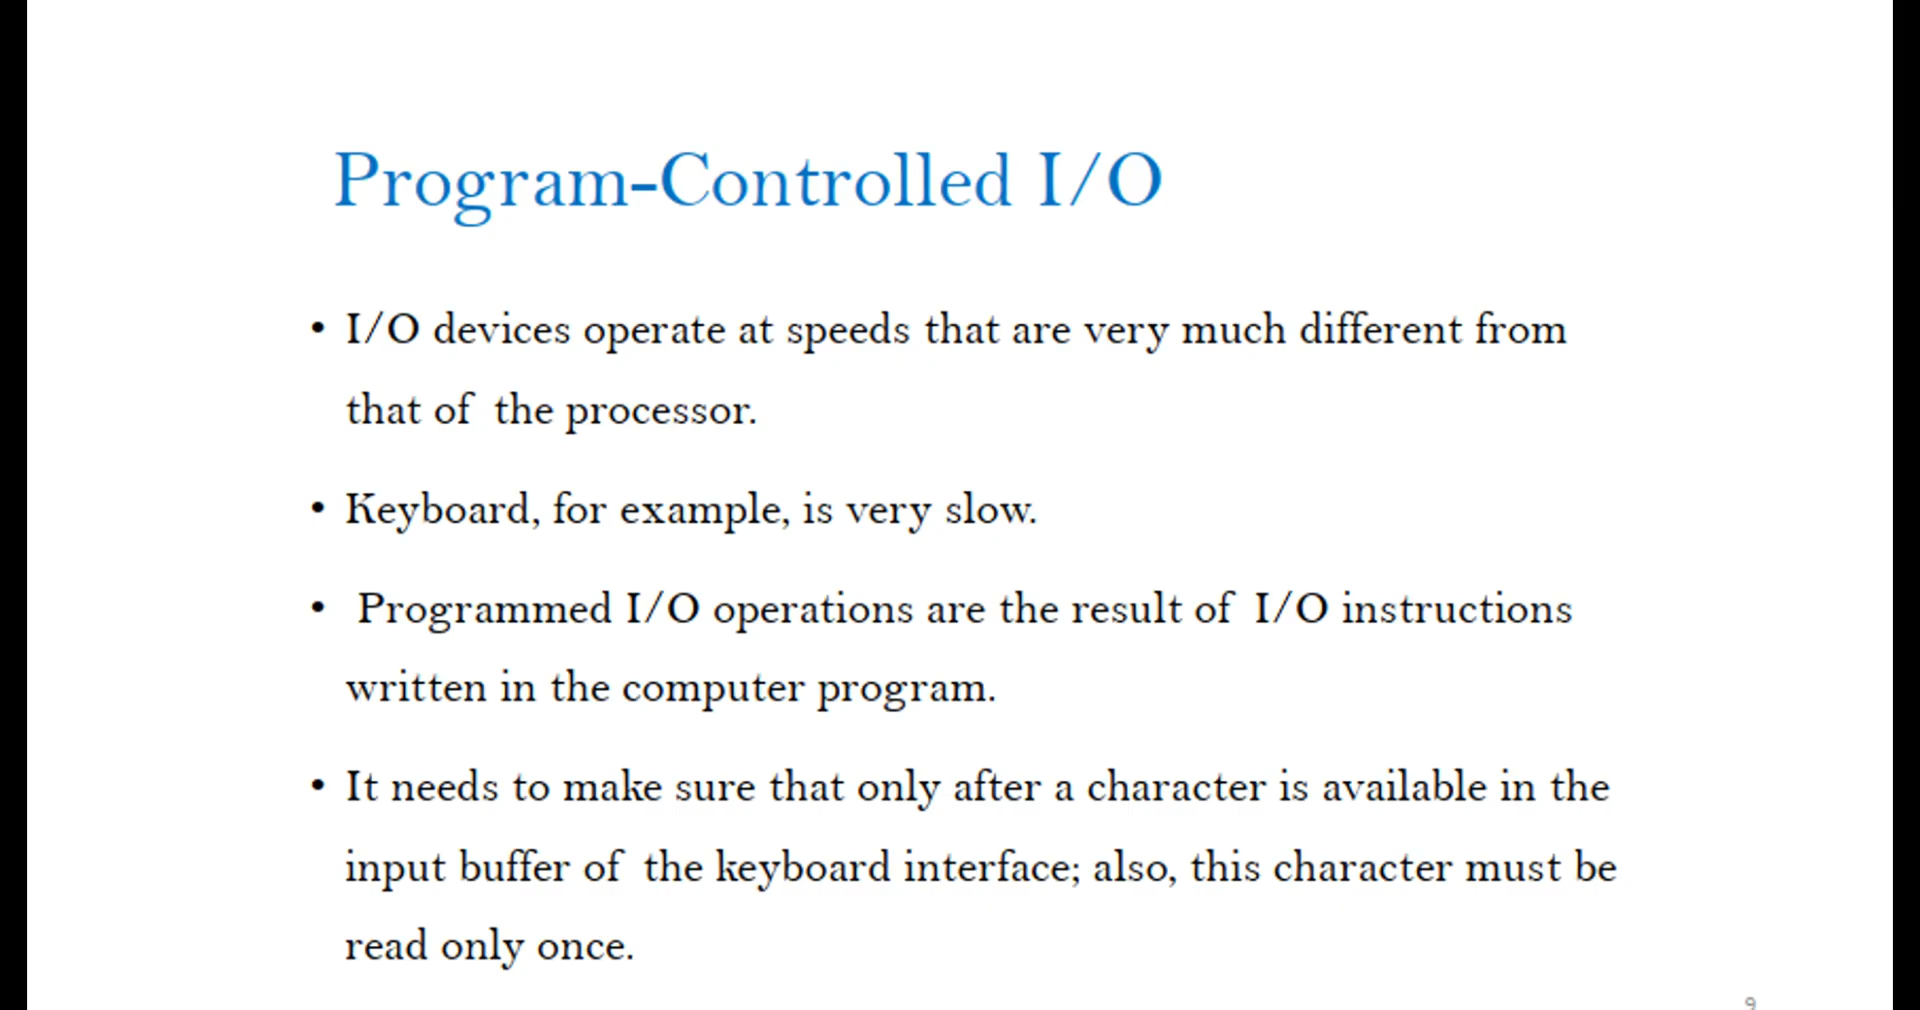 Program-Controlled I/O
• I/O devices operate at speeds that are very much different from
that of the processor.
• Keyboard, for example, is very slow.
• Programmed I/O operations are the result of I/O instructions
written in the computer program.
• It needs to make sure that only after a character is available in the
input buffer of the keyboard interface; also, this character must be
read only once.
9